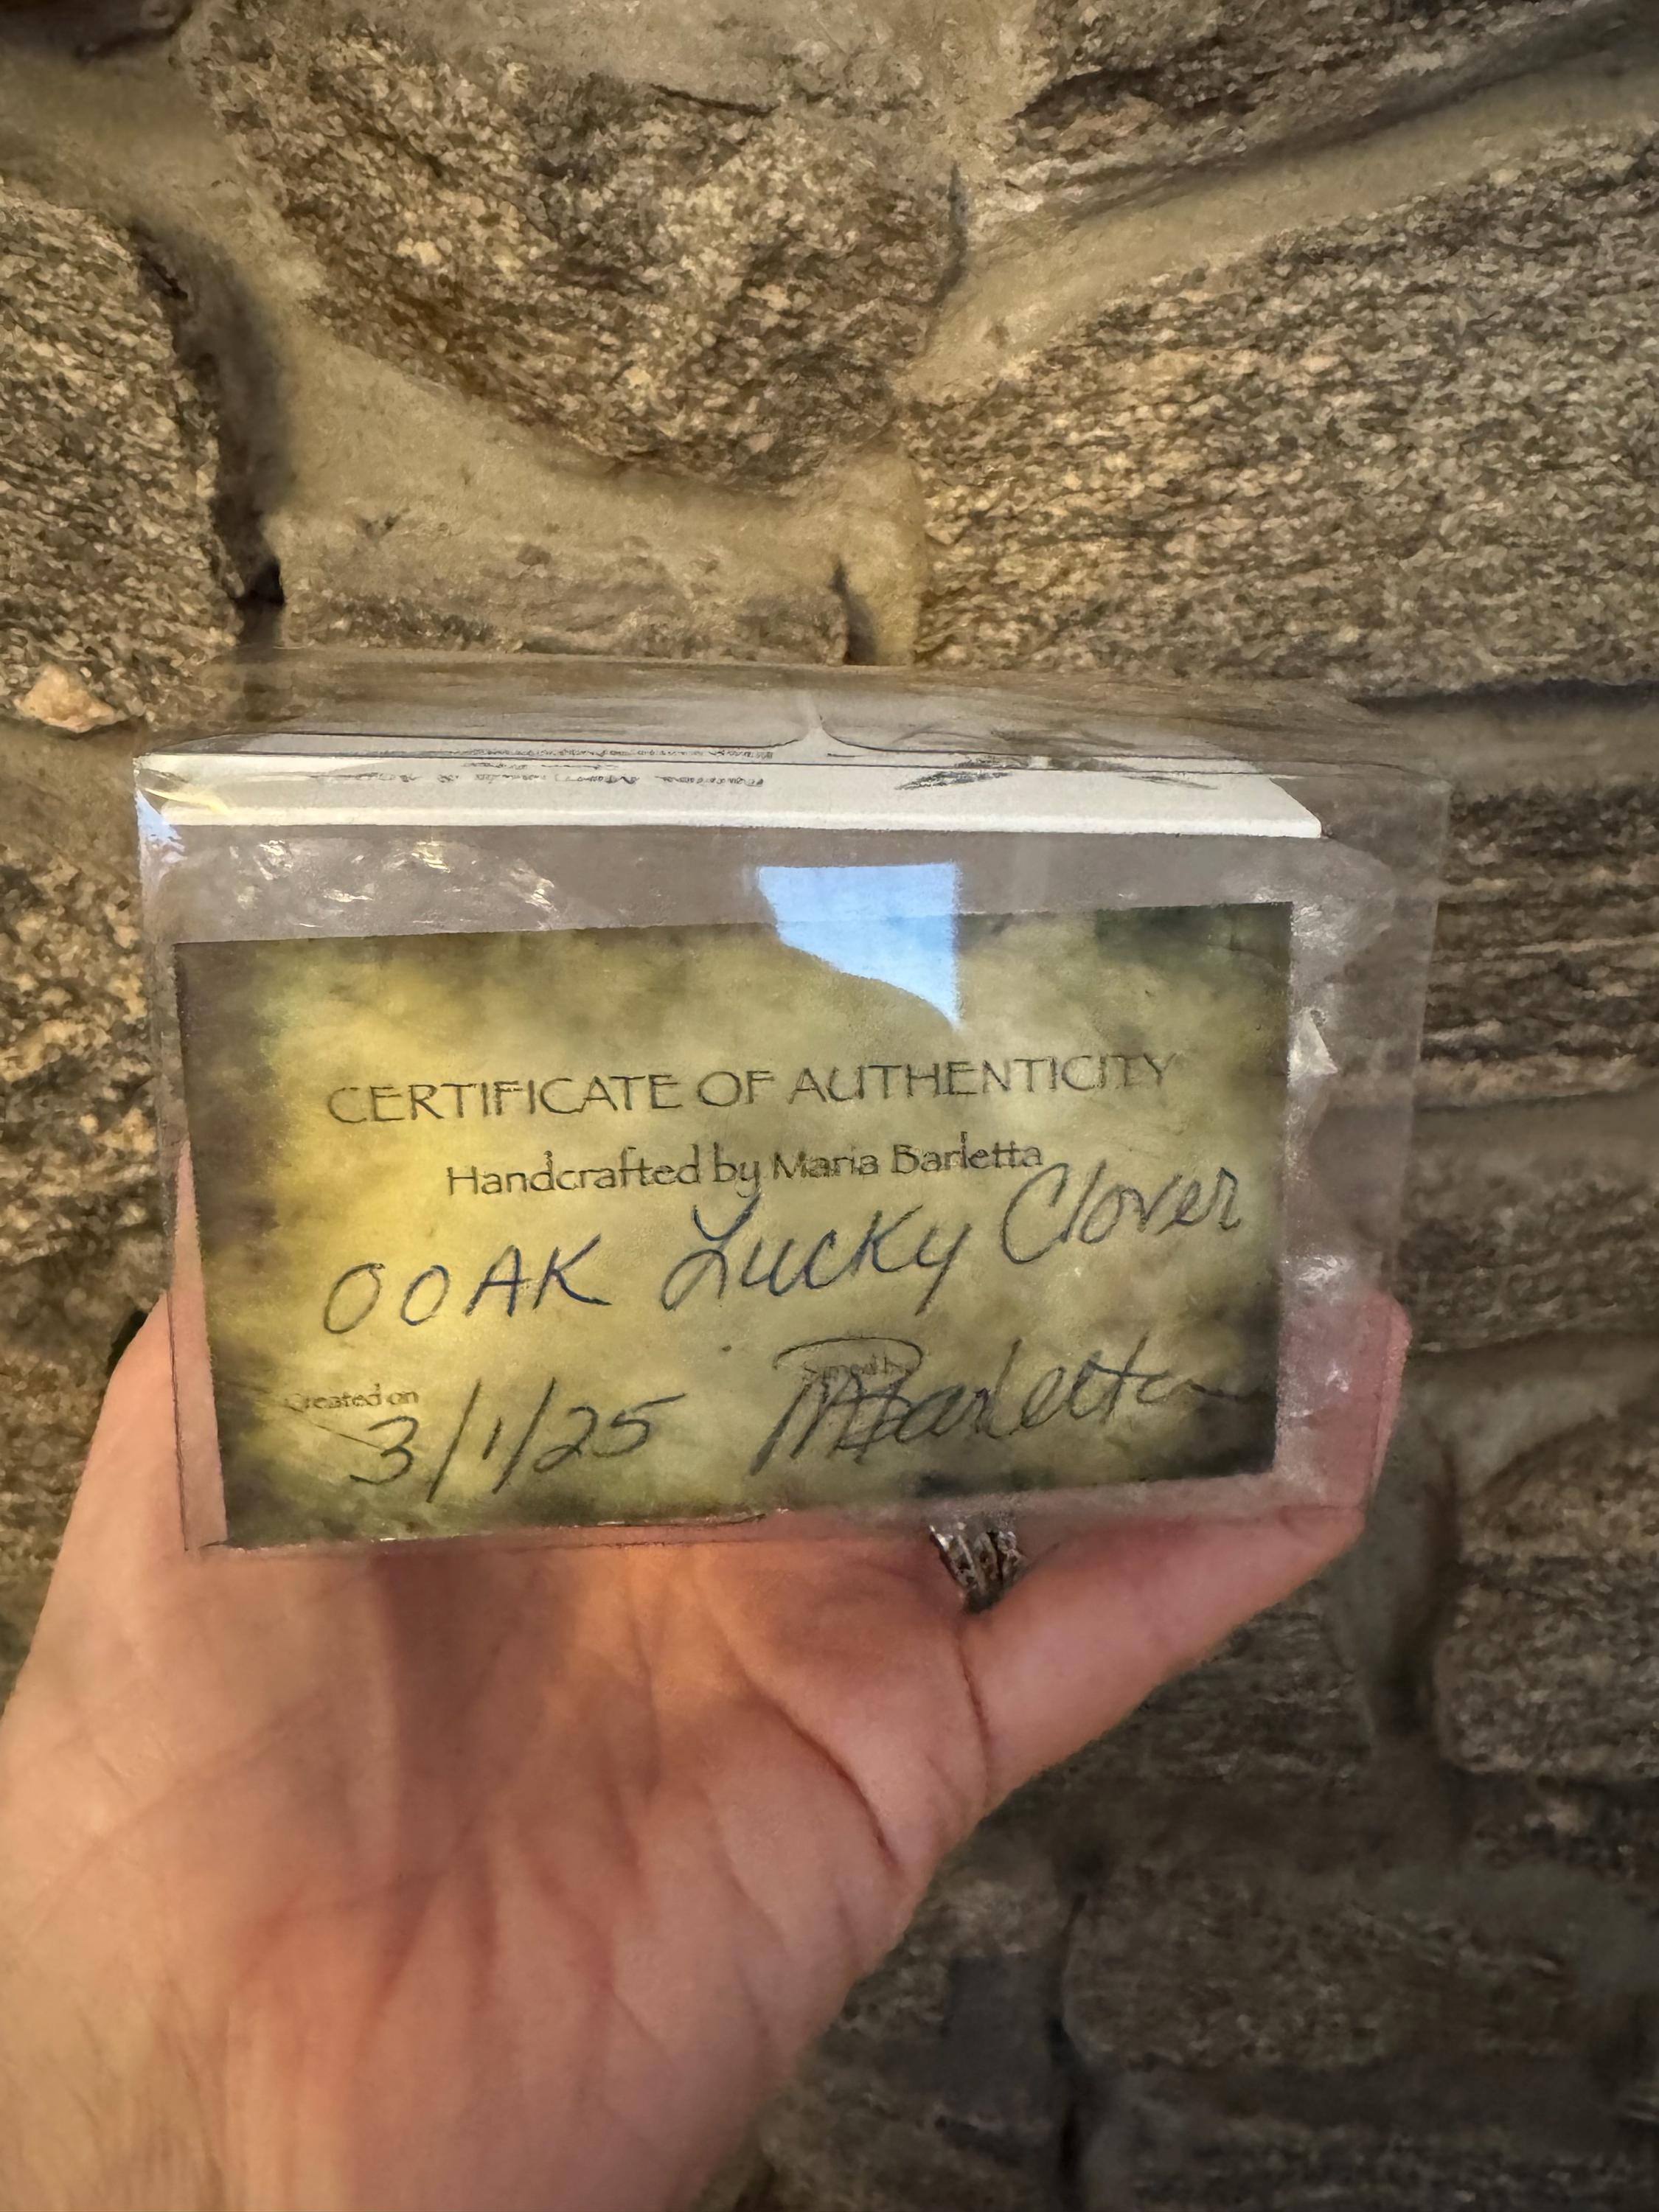 CERTIFICATE OF AUTHENTICITY
Handcrafted by Maria Barletta
OOAK Lucky Clover
Created on
3/1/25
Signed by
MBarletta